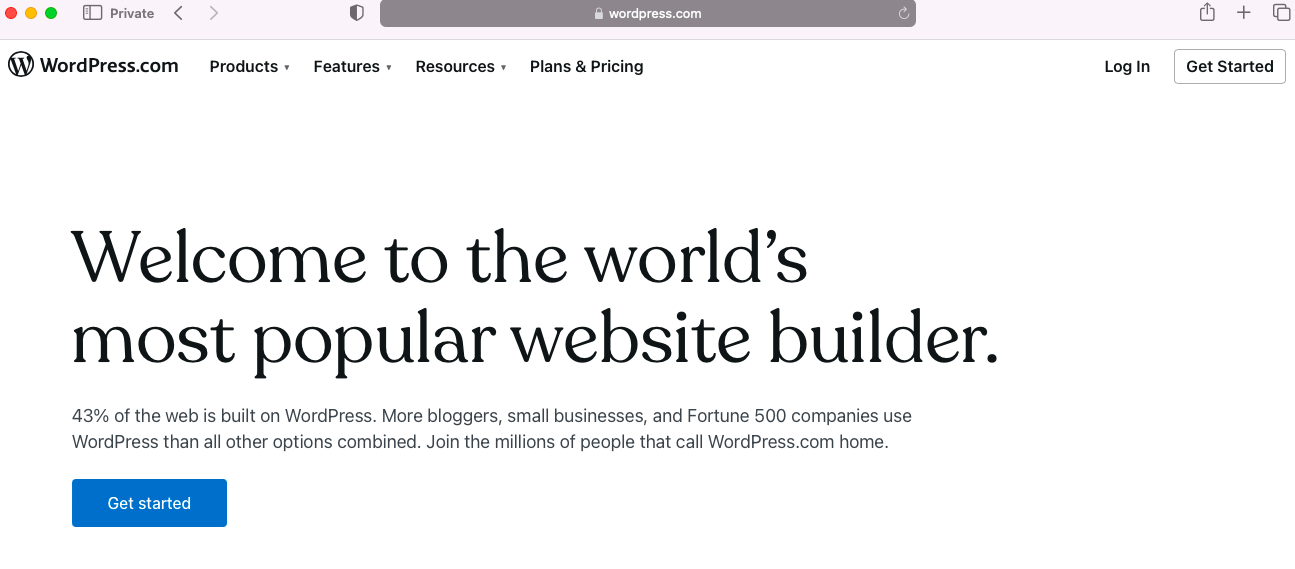 Private
wordpress.com
WordPress.com Products Features Resources Plans & Pricing Log In Get Started
Welcome to the world’s
most popular website builder.
43% of the web is built on WordPress. More bloggers, small businesses, and Fortune 500 companies use
WordPress than all other options combined. Join the millions of people that call WordPress.com home.
Get started